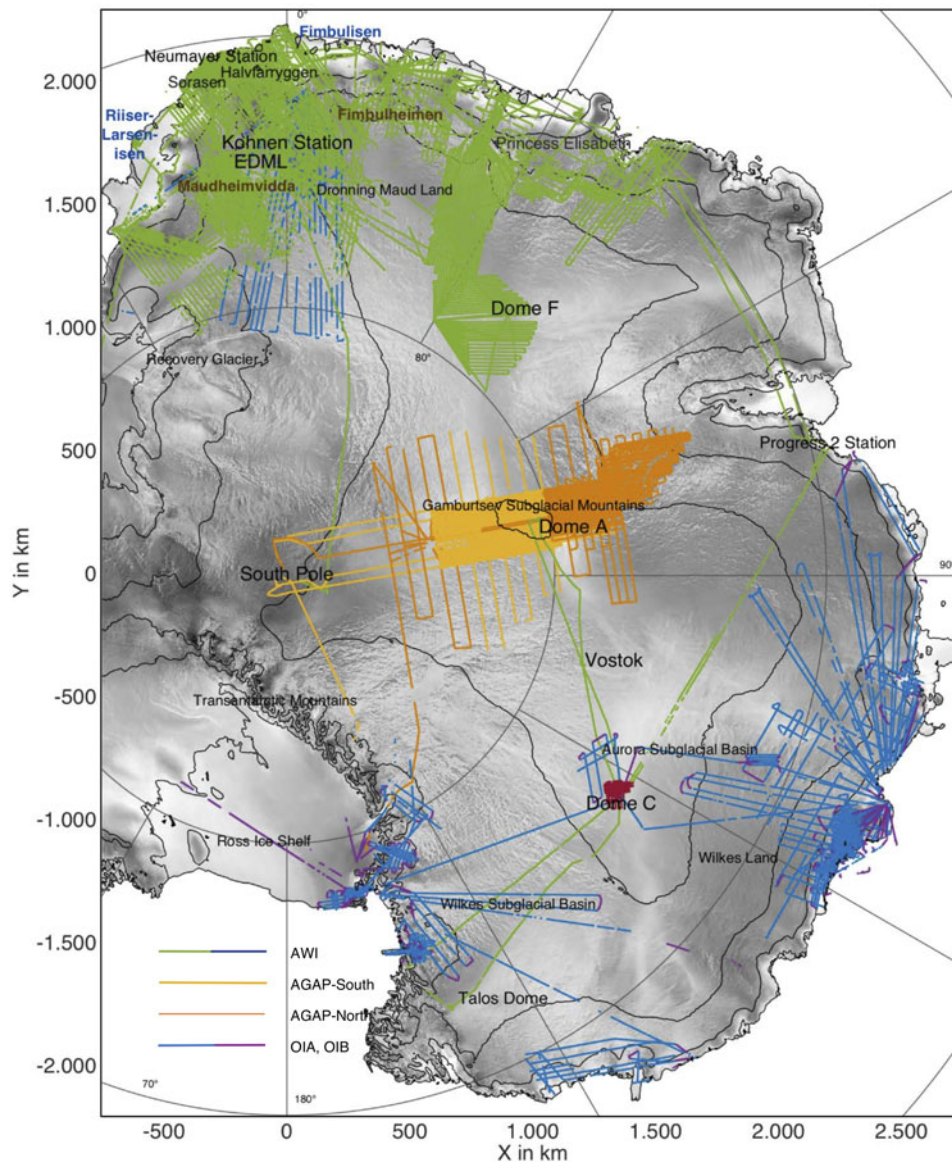 0°
Fimbulisen
Neumayer Station
Halvfarryggen
Sørasen
2.000
Riiser-
Larsen-
isen
Fimbulheimen
Kohnen Station
EDML
Princess Elisabeth
Maudheimvidda
Dronning Maud Land
1.500
Dome F
1.000
80°
Recovery Glacier
Progress 2 Station
500
Gamburtsev Subglacial Mountains
Dome A
Y in km
0
South Pole
90°
Vostok
-500
Transantarctic Mountains
Aurora Subglacial Basin
Dome C
-1.000
Ross Ice Shelf
Wilkes Land
Wilkes Subglacial Basin
-1.500
AWI
AGAP-South
Talos Dome
AGAP-North
OIA, OIB
-2.000
70°
180°
-500
0
500
1.000
1.500
2.000
2.500
X in km